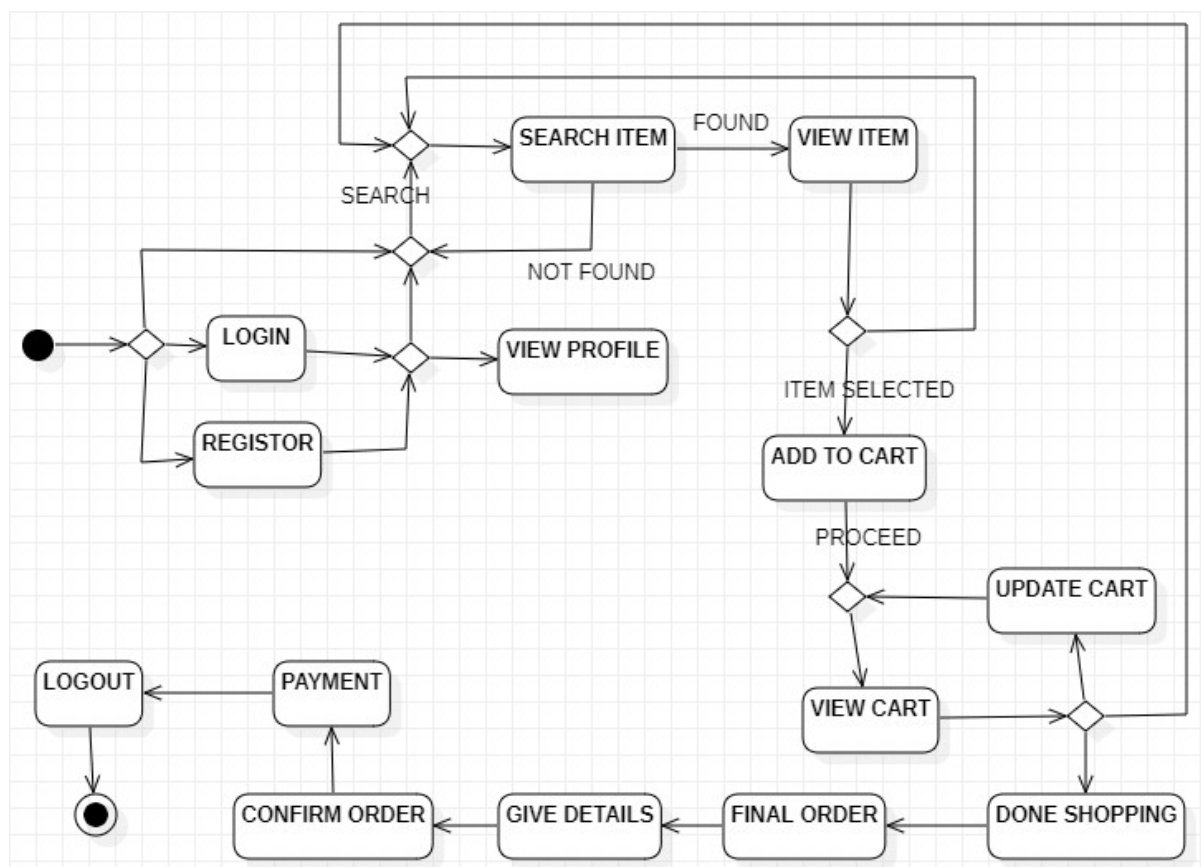 SEARCH ITEM
FOUND
VIEW ITEM
SEARCH
NOT FOUND
LOGIN
VIEW PROFILE
REGISTOR
ITEM SELECTED
ADD TO CART
PROCEED
UPDATE CART
LOGOUT
PAYMENT
VIEW CART
CONFIRM ORDER
GIVE DETAILS
FINAL ORDER
DONE SHOPPING